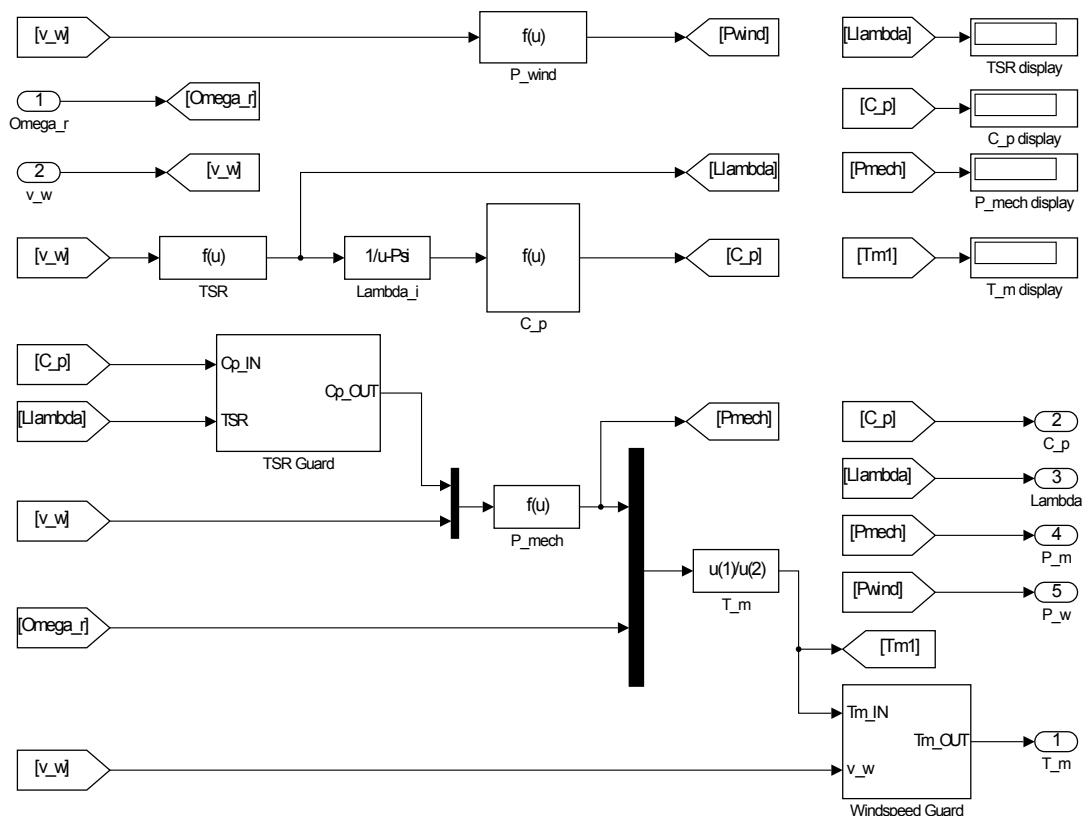 [v_w]
f(u)
P_wind
[Pwind]
[Llambda]
TSR display
1
Omega_r
[Omega_r]
[C_p]
C_p display
2
v_w
[v_w]
[Llambda]
[Pmech]
P_mech display
[v_w]
f(u)
TSR
1/u-Psi
Lambda_i
f(u)
C_p
[C_p]
[Tm1]
T_m display
[C_p]
Cp_IN
Cp_OUT
[Llambda]
TSR
TSR Guard
[Pmech]
[C_p]
2
C_p
[Llambda]
3
Lambda
[v_w]
f(u)
P_mech
[Pmech]
4
P_m
u(1)/u(2)
T_m
[Pwind]
5
P_w
[Omega_r]
[Tm1]
Tm_IN
Tm_OUT
1
T_m
[v_w]
v_w
Windspeed Guard